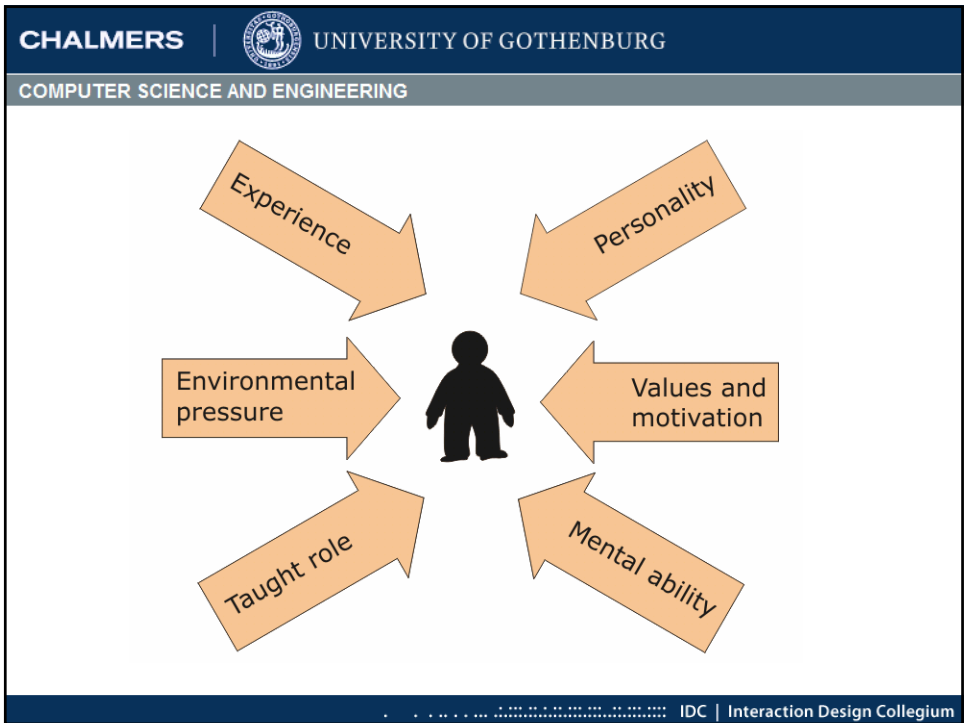 CHALMERS | UNIVERSITY OF GOTHENBURG
COMPUTER SCIENCE AND ENGINEERING
Experience
Personality
Environmental
pressure
Values and
motivation
Taught role
Mental ability
IDC | Interaction Design Collegium